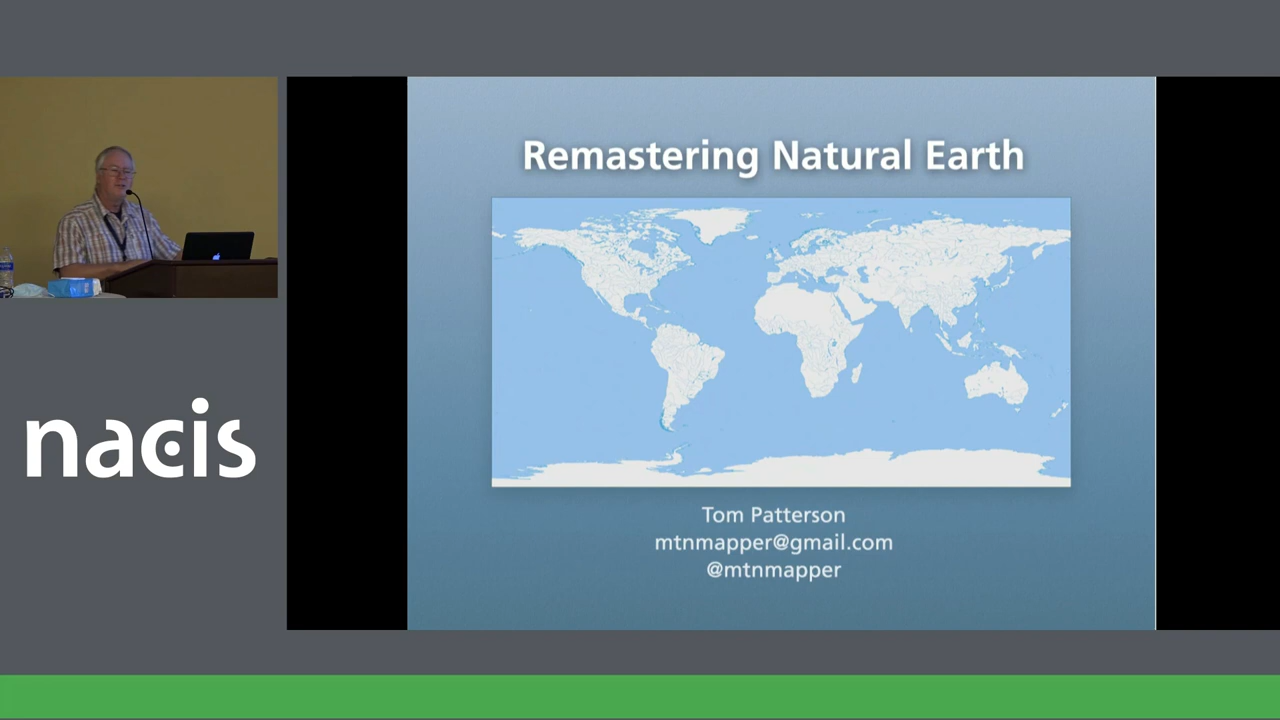 Remastering Natural Earth
Tom Patterson
mtnmapper@gmail.com
@mtnmapper
nacis